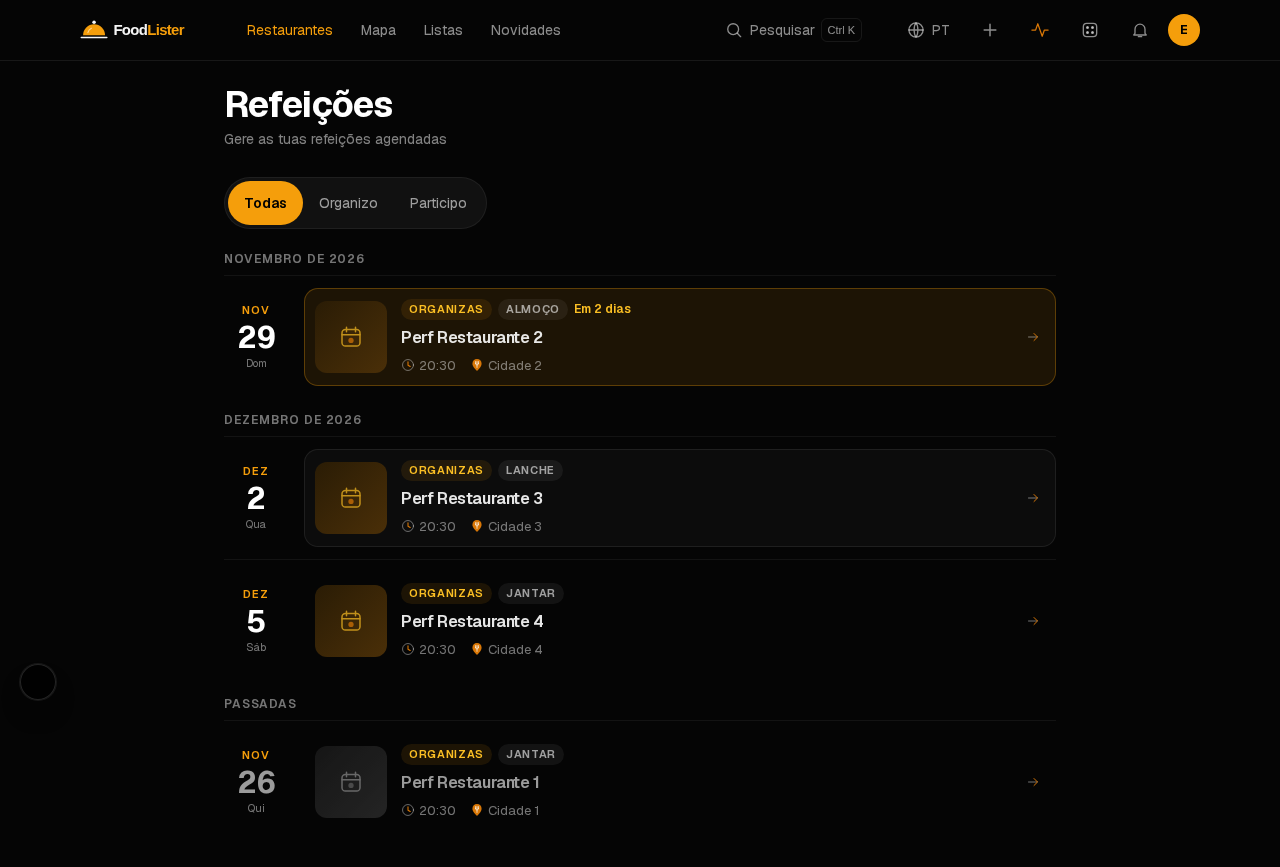 FoodLister Restaurantes Mapa Listas Novidades Pesquisar Ctrl K PT E
Refeições
Gere as tuas refeições agendadas
Todas Organizo Participo
NOVEMBRO DE 2026
NOV
29
Dom
ORGANIZAS ALMOÇO Em 2 dias
Perf Restaurante 2
20:30 Cidade 2
DEZEMBRO DE 2026
DEZ
2
Qua
ORGANIZAS LANCHE
Perf Restaurante 3
20:30 Cidade 3
DEZ
5
Sáb
ORGANIZAS JANTAR
Perf Restaurante 4
20:30 Cidade 4
PASSADAS
NOV
26
Qui
ORGANIZAS JANTAR
Perf Restaurante 1
20:30 Cidade 1